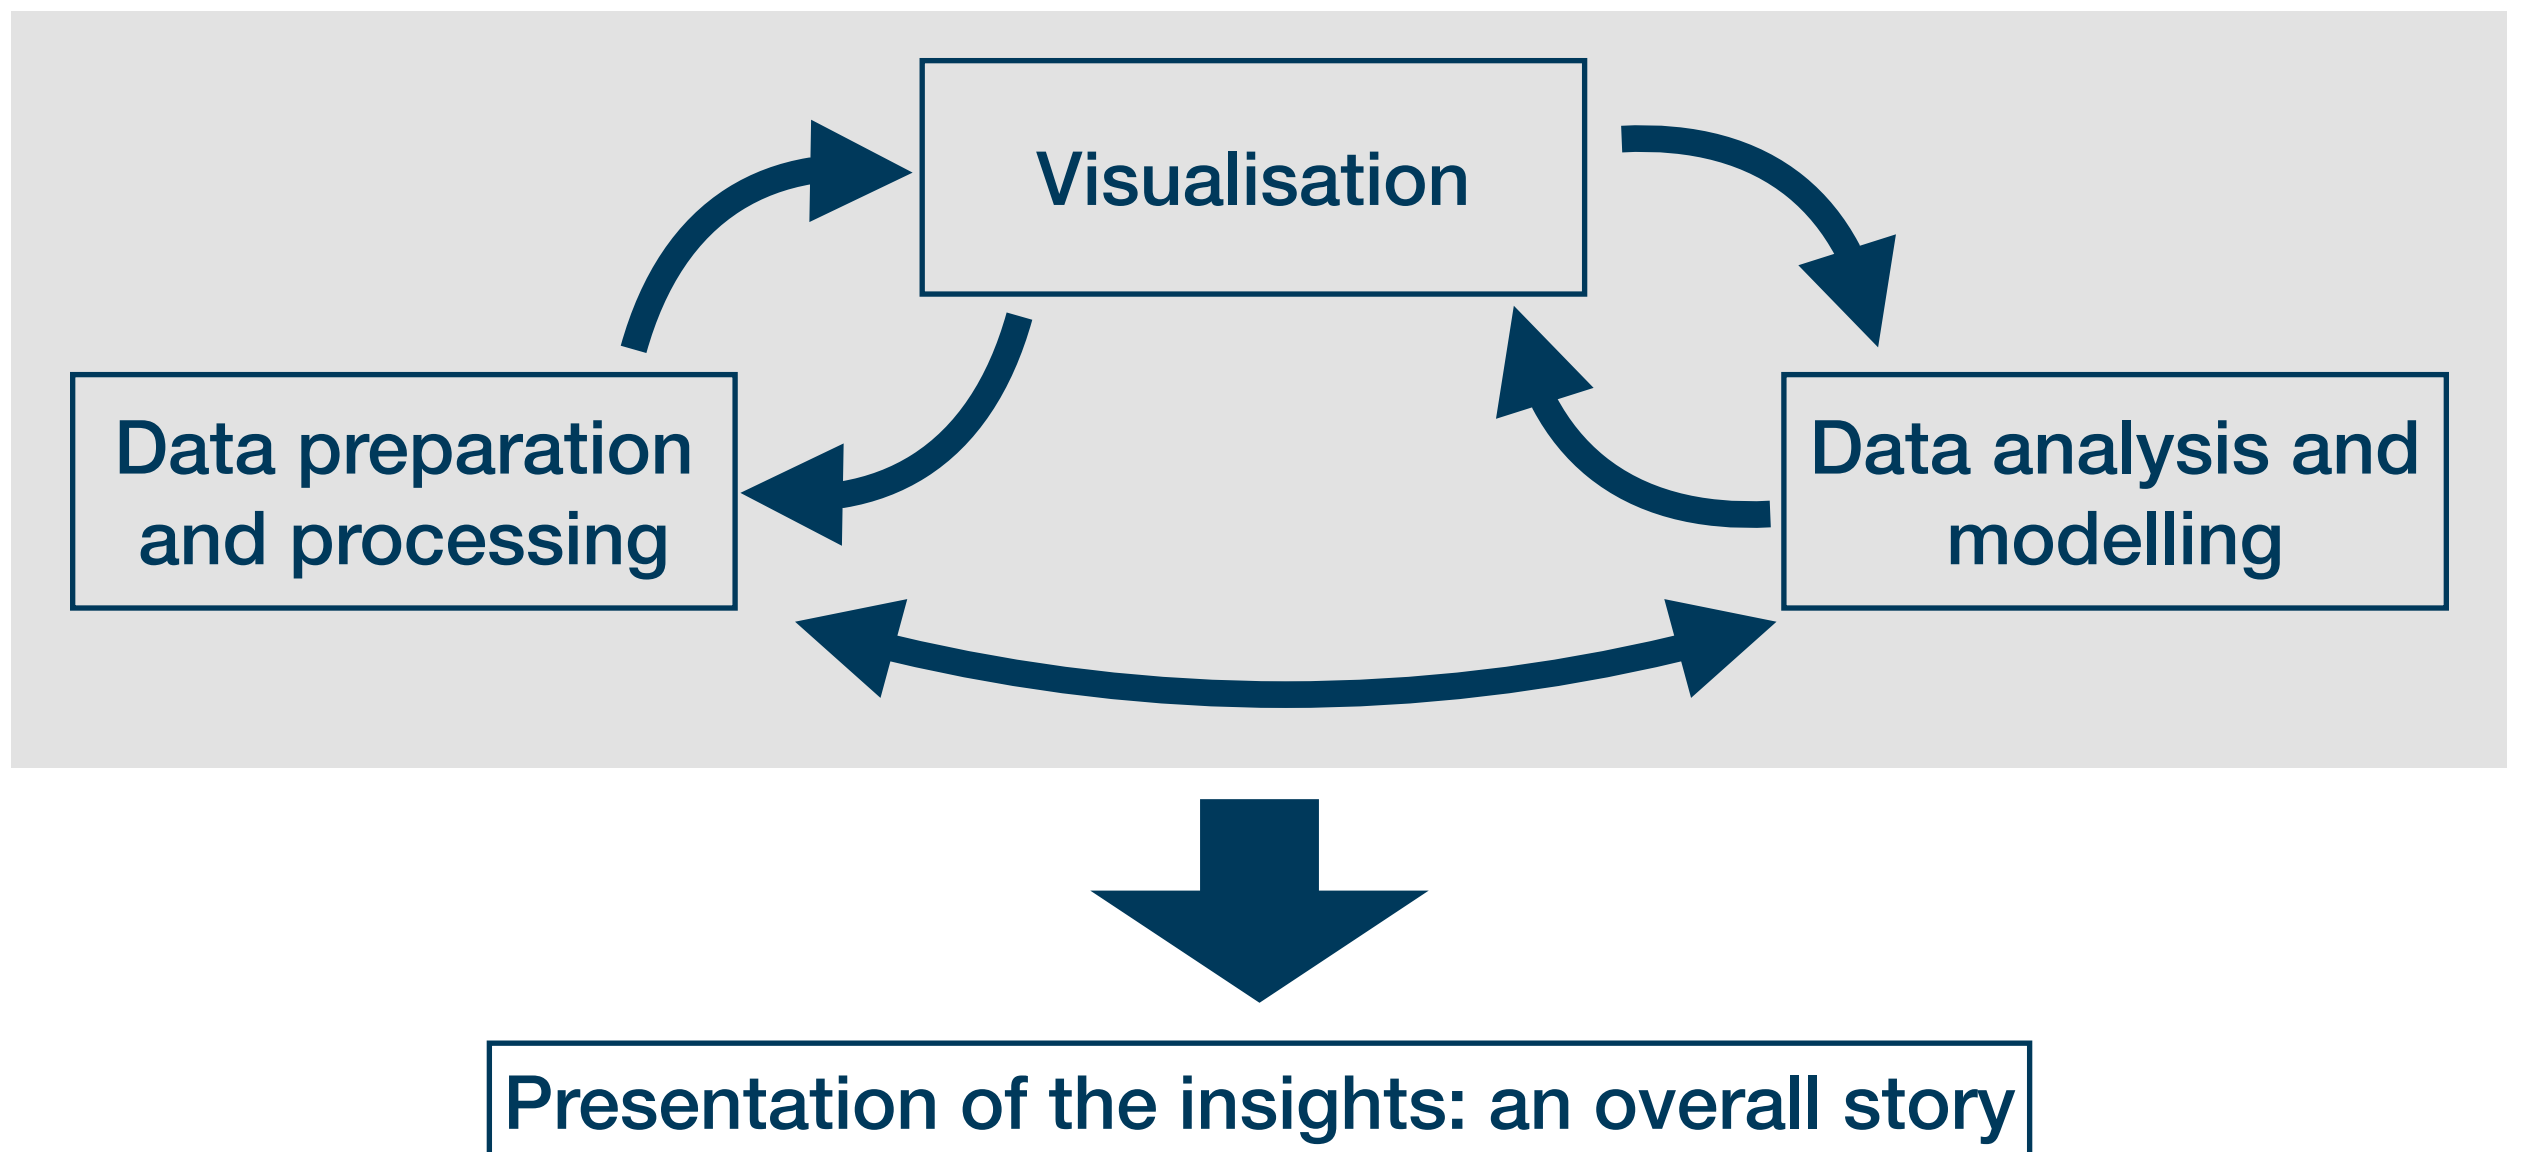 Visualisation
Data preparation
and processing
Data analysis and
modelling
Presentation of the insights: an overall story